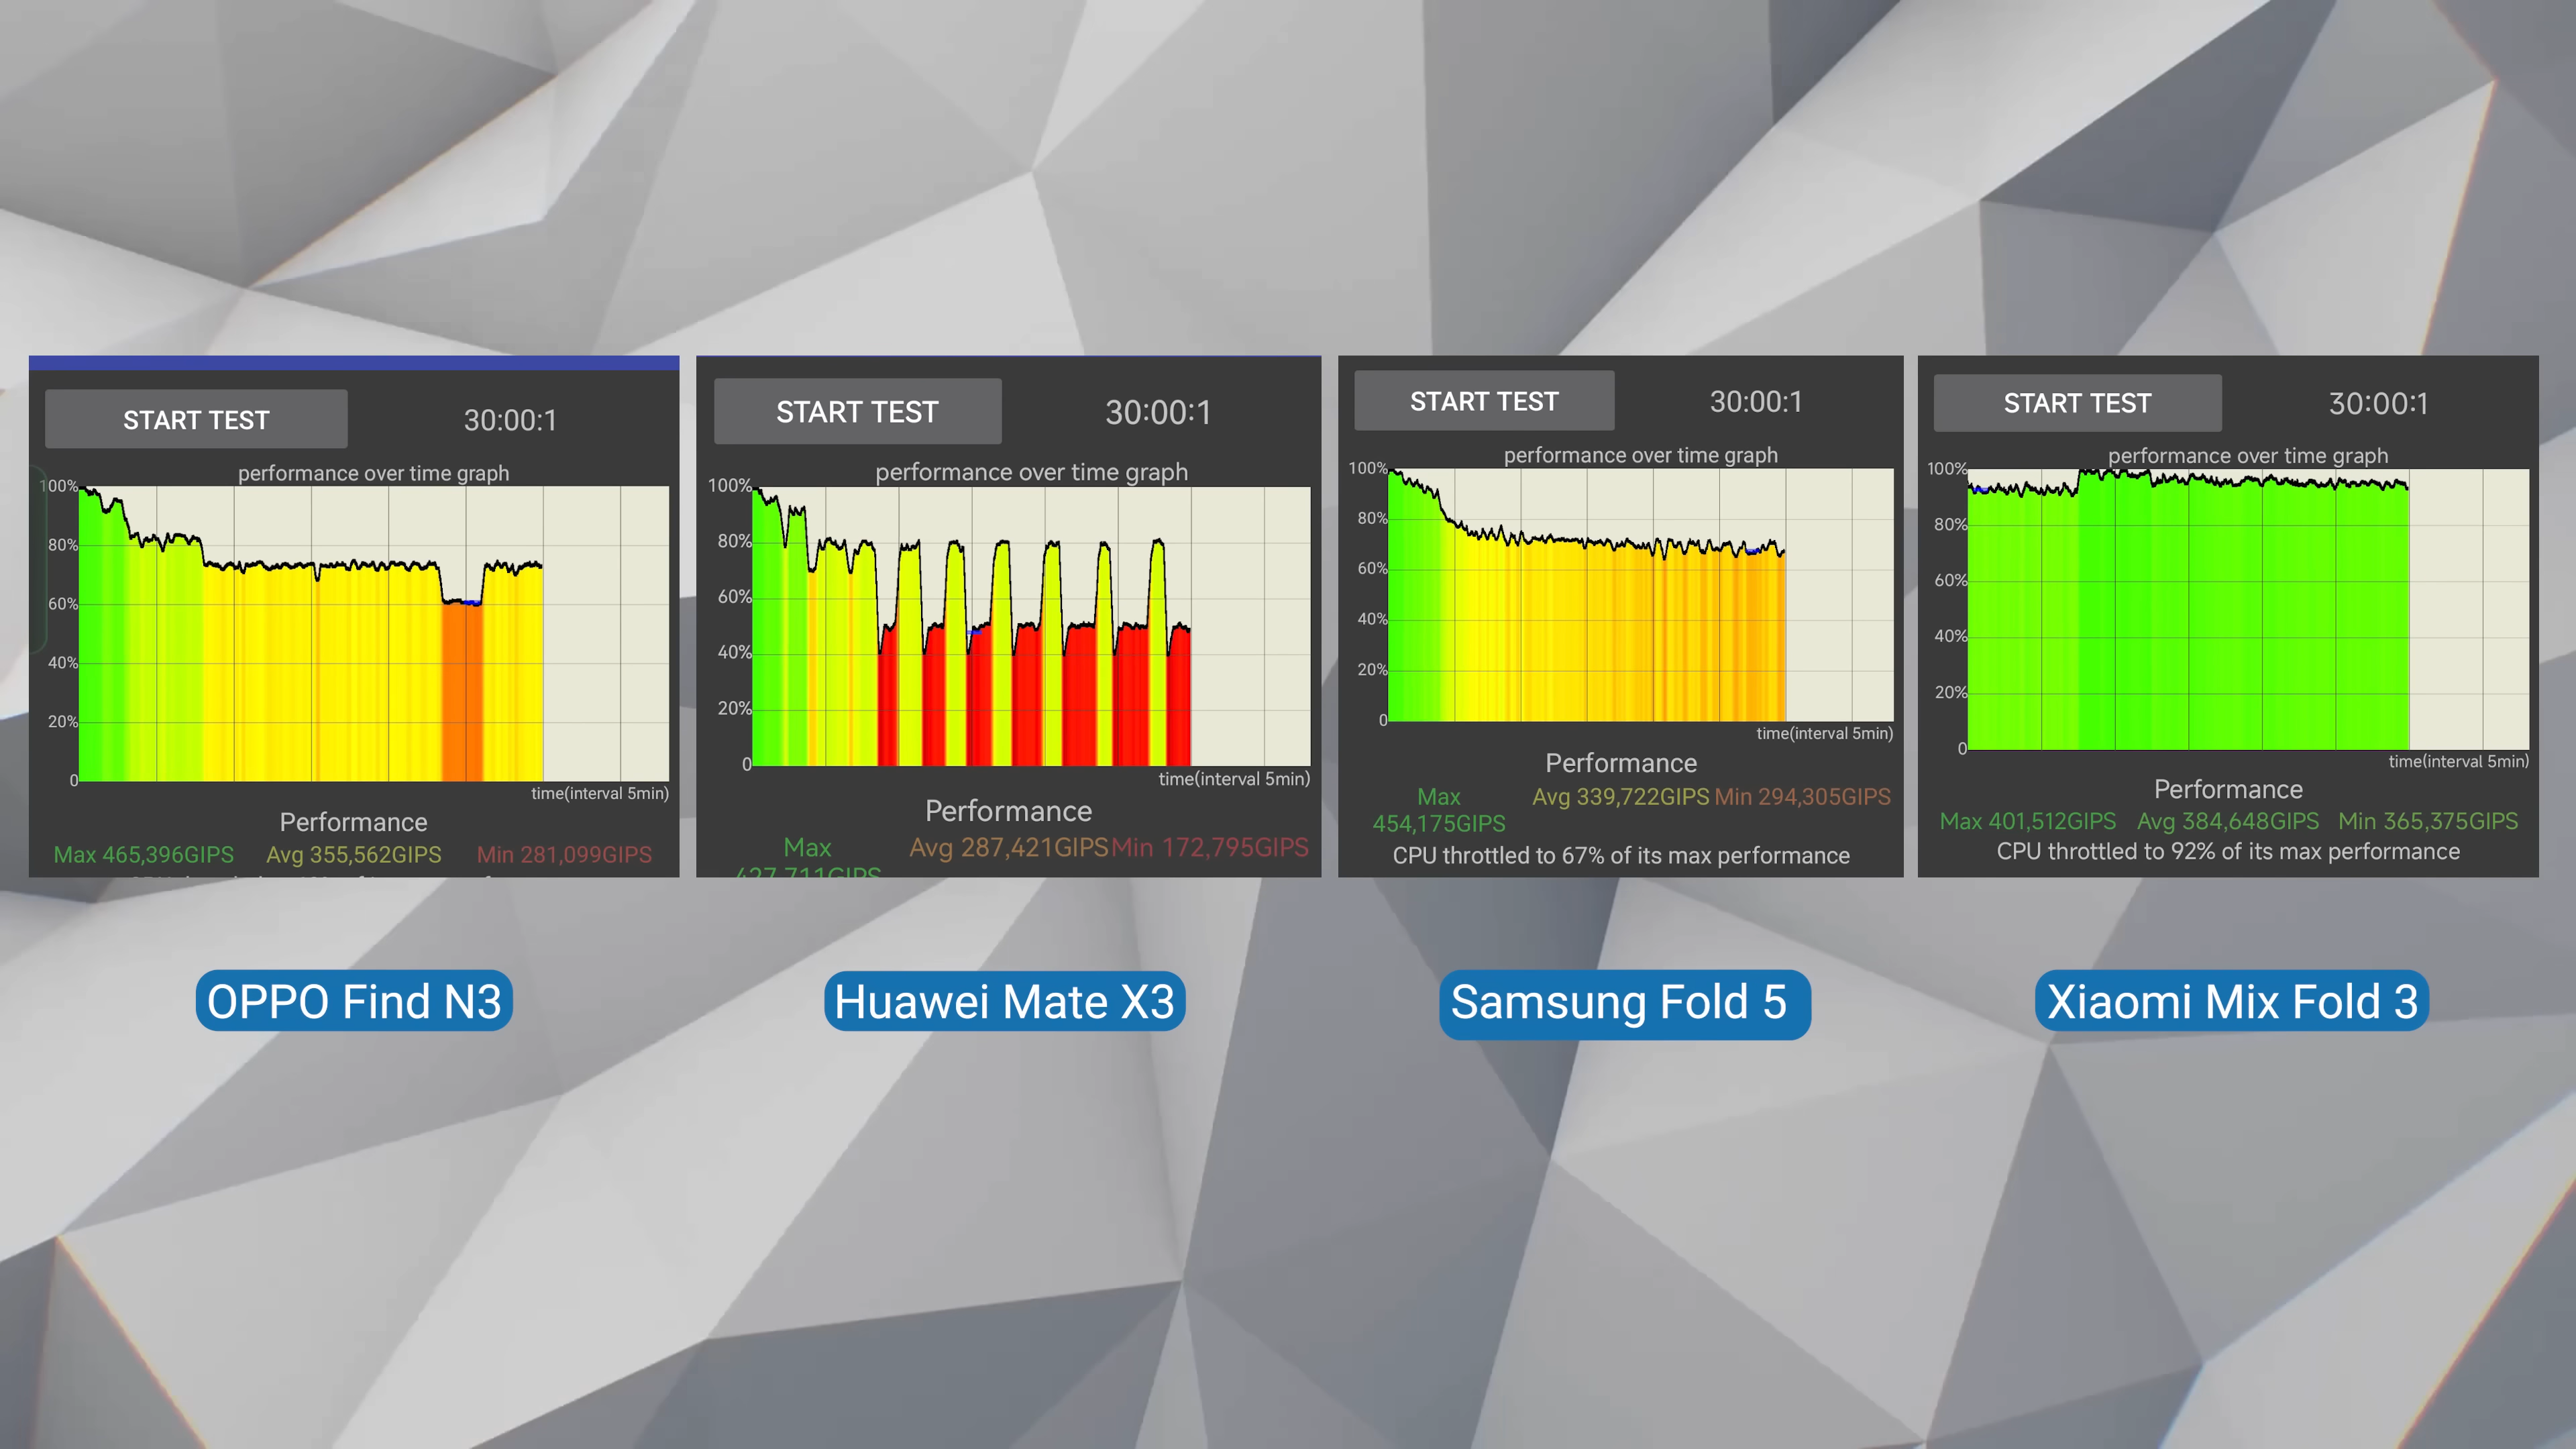 START TEST
30:00:1
performance over time graph
100%
80%
60%
40%
20%
0
time(interval 5min)
Performance
Max 465,396GIPS
Avg 355,562GIPS
Min 281,099GIPS
OPPO Find N3
START TEST
30:00:1
performance over time graph
100%
80%
60%
40%
20%
0
time(interval 5min)
Performance
Max
427,711GIPS
Avg 287,421GIPS
Min 172,795GIPS
Huawei Mate X3
START TEST
30:00:1
performance over time graph
100%
80%
60%
40%
20%
0
time(interval 5min)
Performance
Max
454,175GIPS
Avg 339,722GIPS
Min 294,305GIPS
CPU throttled to 67% of its max performance
Samsung Fold 5
START TEST
30:00:1
performance over time graph
100%
80%
60%
40%
20%
0
time(interval 5min)
Performance
Max 401,512GIPS
Avg 384,648GIPS
Min 365,375GIPS
CPU throttled to 92% of its max performance
Xiaomi Mix Fold 3